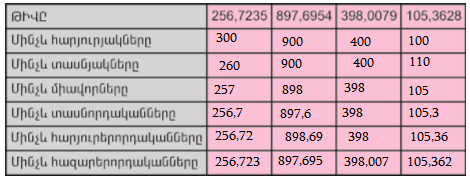 ԹԻՎԸ 256,7235 897,6954 398,0079 105,3628
Մինչև հարյուրյակները 300 900 400 100
Մինչև տասնյակները 260 900 400 110
Մինչև միավորները 257 898 398 105
Մինչև տասնորդականները 256,7 897,6 398 105,3
Մինչև հարյուրերորդականները 256,72 898,69 398 105,36
Մինչև հազարերորդականները 256,723 897,695 398,007 105,362